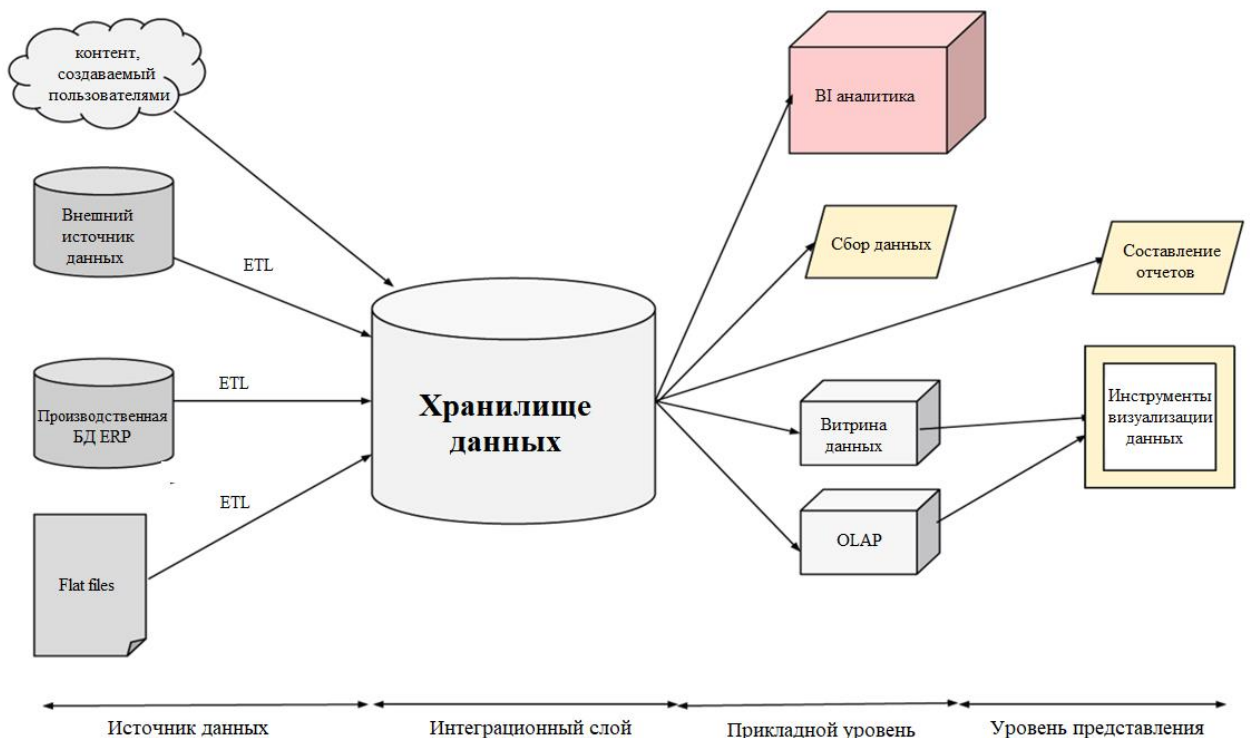 контент,
создаваемый
пользователями
Внешний
источник
данных
ETL
Производственная
БД ERP
ETL
Flat files
ETL
Хранилище
данных
BI аналитика
Сбор данных
Составление
отчетов
Витрина
данных
Инструменты
визуализации
данных
OLAP
Источник данных
Интеграционный слой
Прикладной уровень
Уровень представления